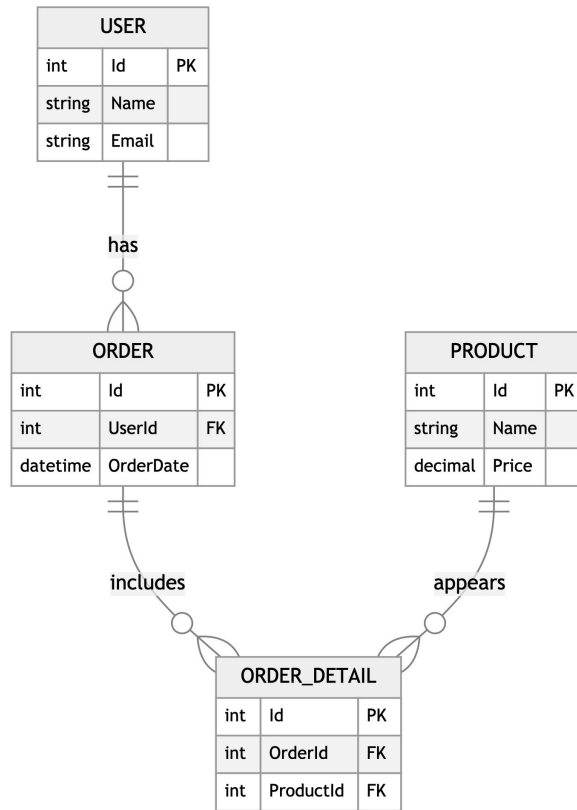 USER
int Id PK
string Name
string Email
has
ORDER
int Id PK
int UserId FK
datetime OrderDate
PRODUCT
int Id PK
string Name
decimal Price
includes
appears
ORDER_DETAIL
int Id PK
int OrderId FK
int ProductId FK